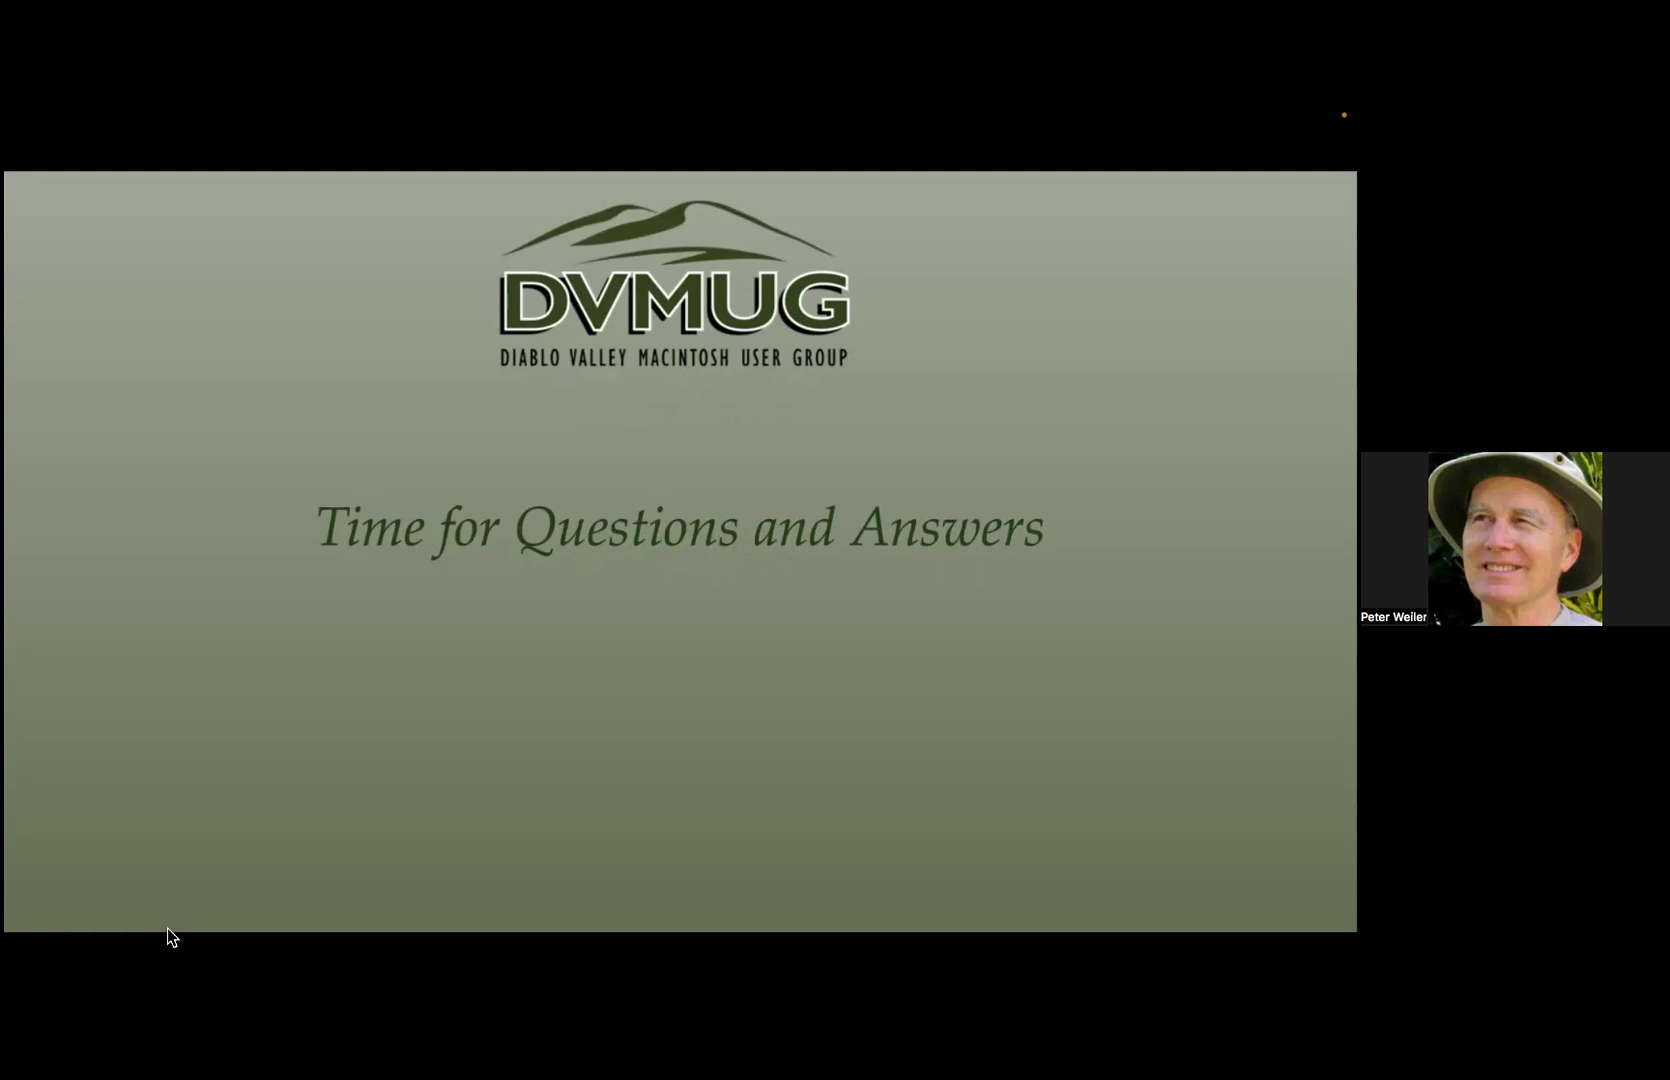 DVMUG
DIABLO VALLEY MACINTOSH USER GROUP
Time for Questions and Answers
Peter Weiler